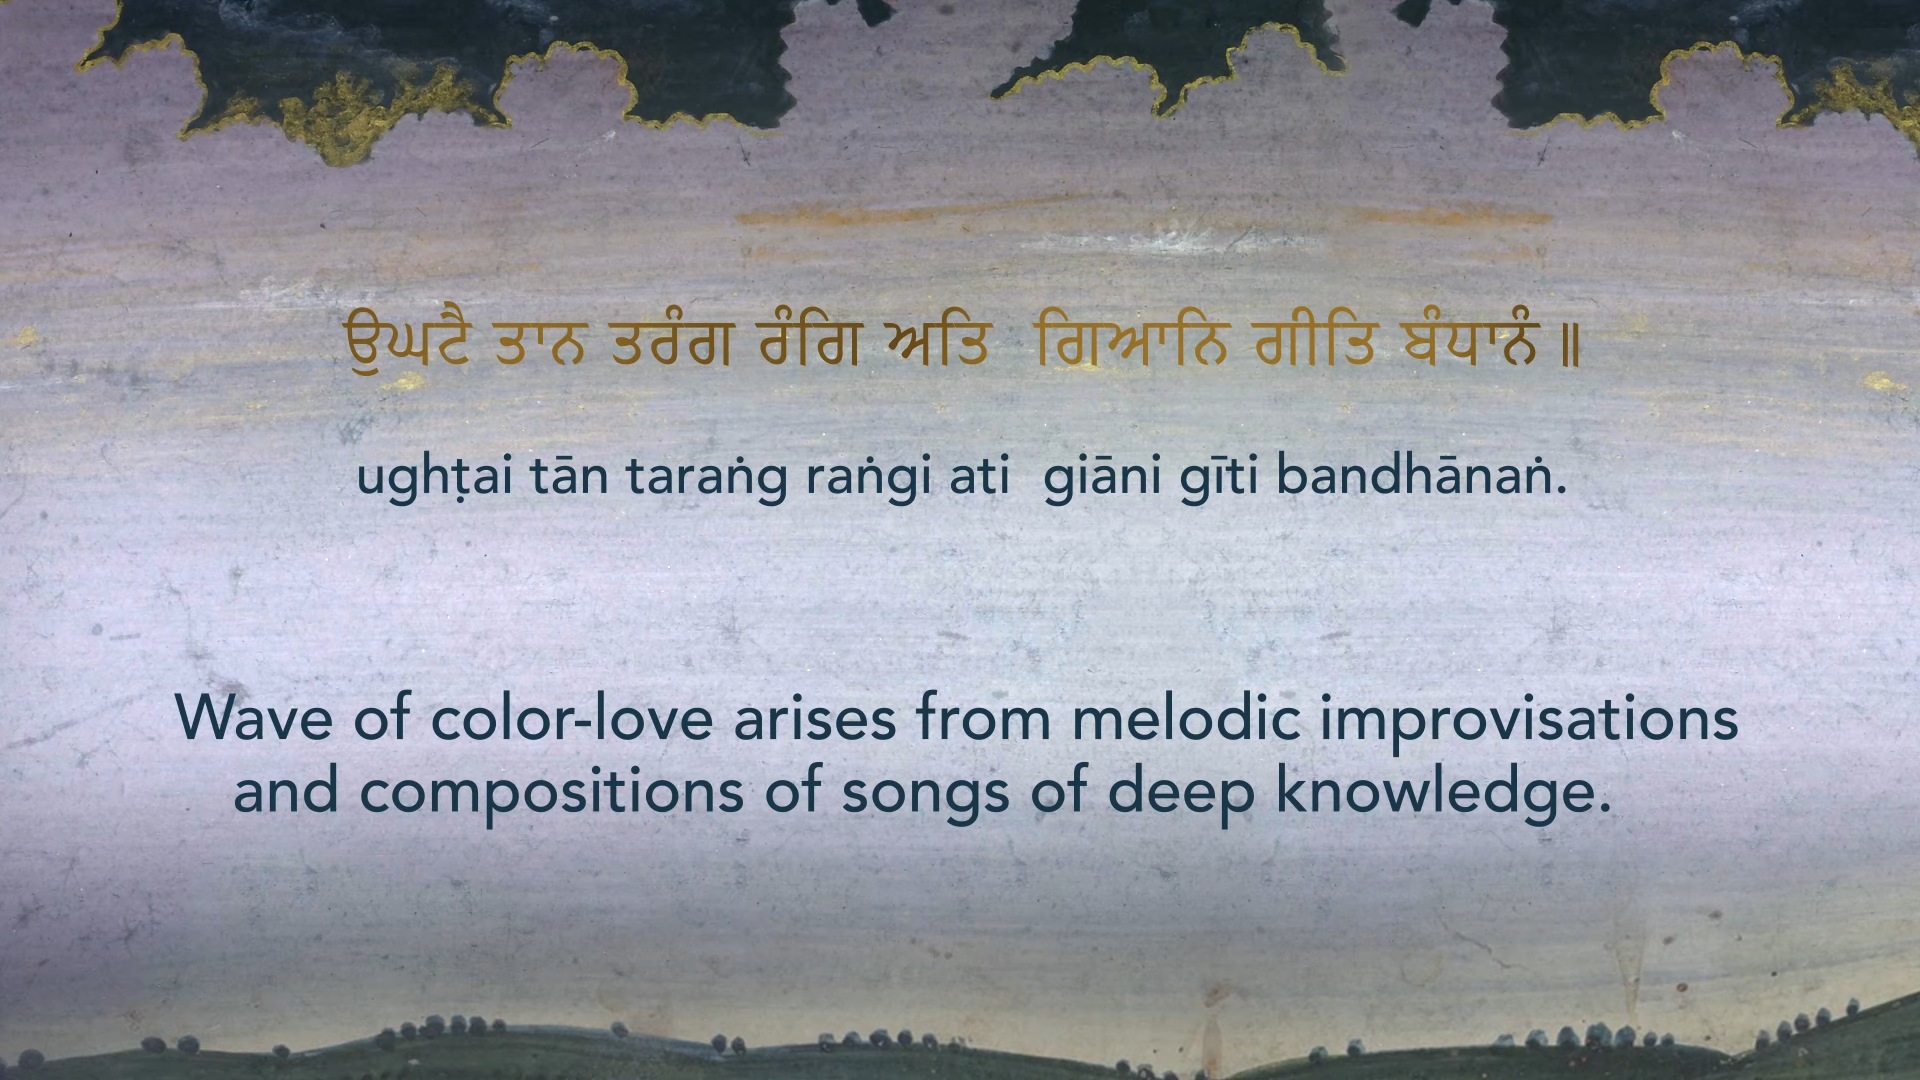 ਉਘਟੈ ਤਾਨ ਤਰੰਗ ਰੰਗਿ ਅਤਿ  ਗਿਆਨਿ ਗੀਤਿ ਬੰਧਾਨੰ ॥
ughṭai tān taraṅg raṅgi ati  giāni gīti bandhānaṅ.
Wave of color-love arises from melodic improvisations
and compositions of songs of deep knowledge.